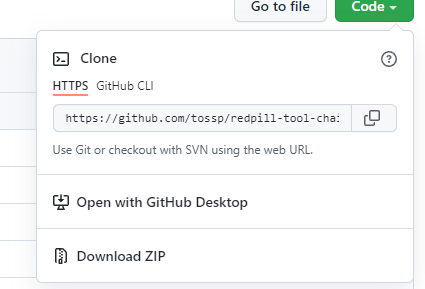 Go to file
Code
Clone
HTTPS GitHub CLI
https://github.com/tossp/redpill-tool-chai
Use Git or checkout with SVN using the web URL.
Open with GitHub Desktop
Download ZIP